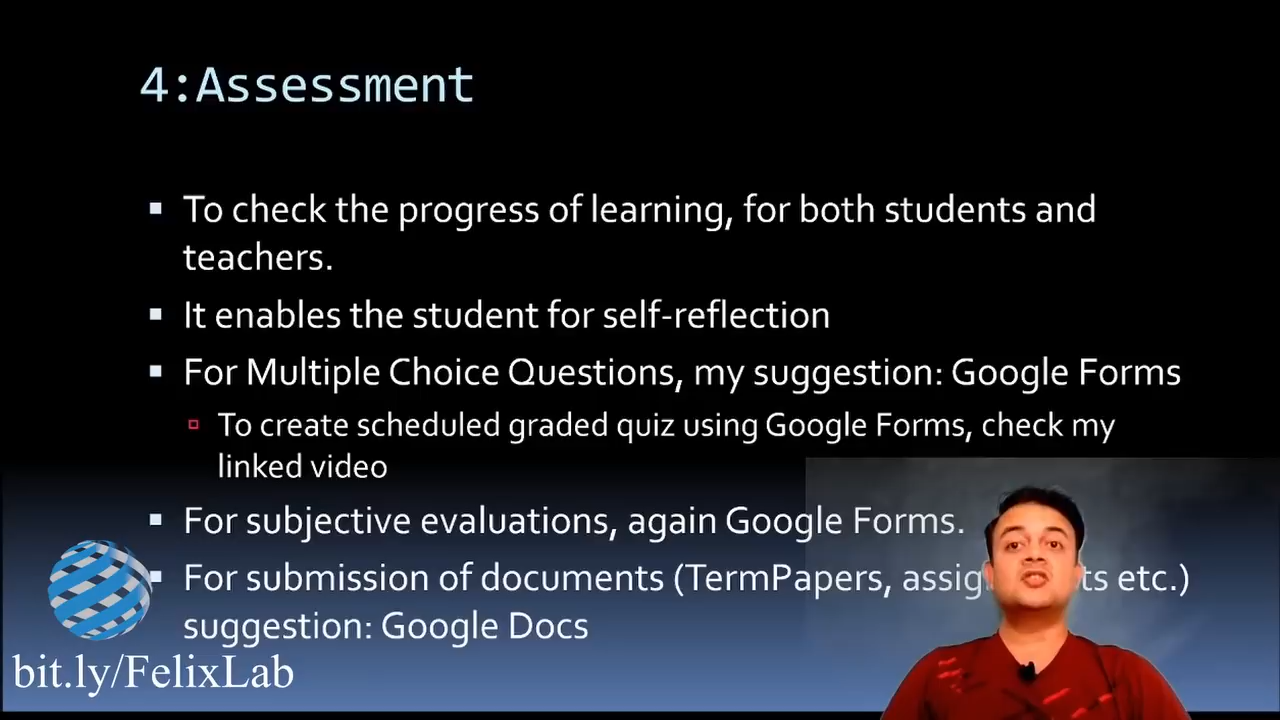 4:Assessment
To check the progress of learning, for both students and
teachers.
It enables the student for self-reflection
For Multiple Choice Questions, my suggestion: Google Forms
To create scheduled graded quiz using Google Forms, check my
linked video
For subjective evaluations, again Google Forms.
For submission of documents (TermPapers, etc.)
suggestion: Google Docs
bit.ly/FelixLab